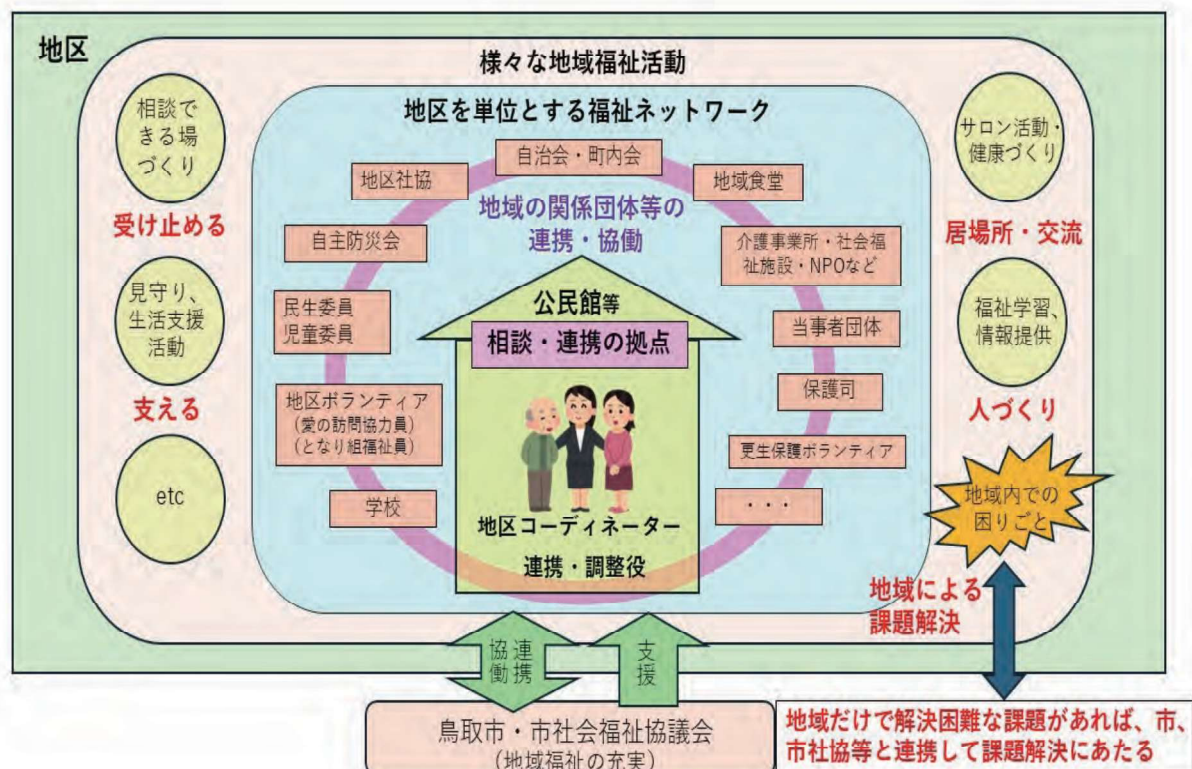 地区
様々な地域福祉活動
地区を単位とする福祉ネットワーク
相談で
きる場
づくり
受け止める
見守り、
生活支援
活動
支える
etc
自治会・町内会
地区社協
自主防災会
民生委員
児童委員
地区ボランティア
(愛の訪問協力員)
(となり組福祉員)
学校
地域の関係団体等の
連携・協働
公民館等
相談・連携の拠点
地区コーディネーター
連携・調整役
地域食堂
介護事業所・社会福
祉施設・NPOなど
当事者団体
保護司
更生保護ボランティア
・・・
サロン活動・
健康づくり
居場所・交流
福祉学習、
情報提供
人づくり
地域内での
困りごと
地域による
課題解決
連携
協働
支援
鳥取市・市社会福祉協議会
(地域福祉の充実)
地域だけで解決困難な課題があれば、市、
市社協等と連携して課題解決にあたる